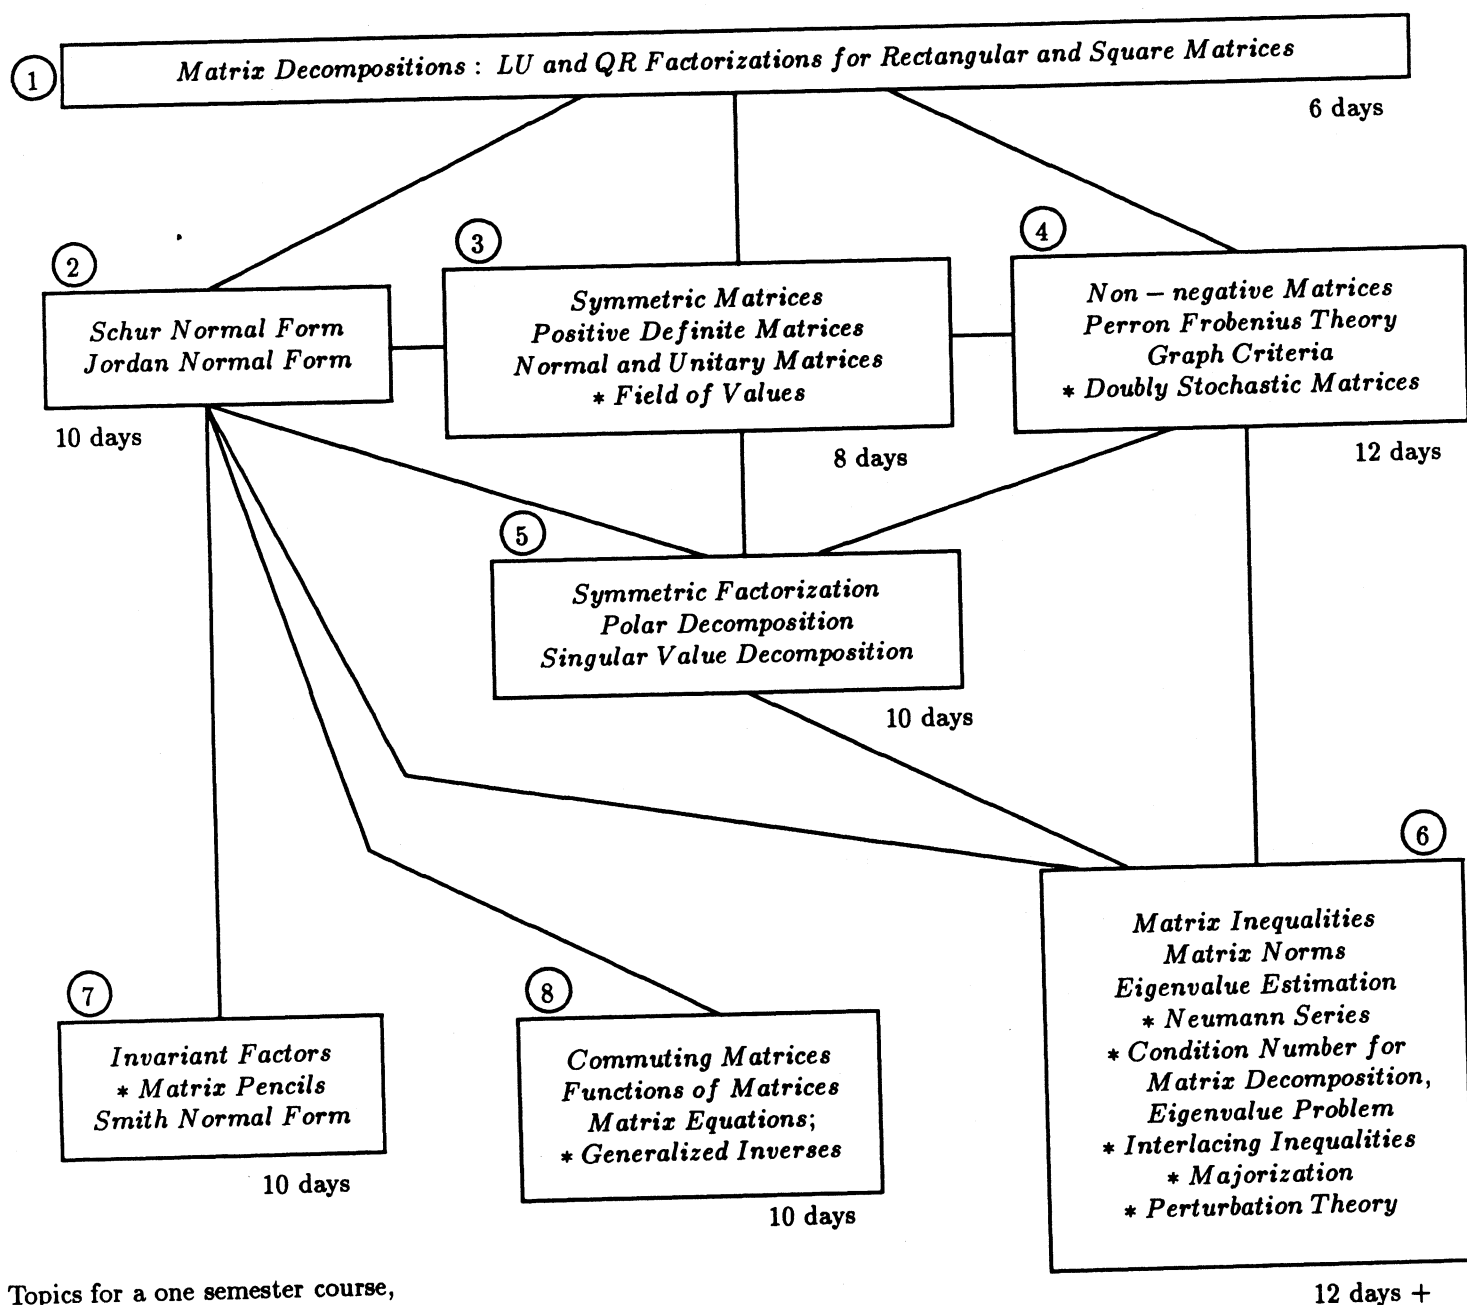 1
Matrix Decompositions : LU and QR Factorizations for Rectangular and Square Matrices
6 days
2
Schur Normal Form
Jordan Normal Form
10 days
3
Symmetric Matrices
Positive Definite Matrices
Normal and Unitary Matrices
* Field of Values
8 days
4
Non – negative Matrices
Perron Frobenius Theory
Graph Criteria
* Doubly Stochastic Matrices
12 days
5
Symmetric Factorization
Polar Decomposition
Singular Value Decomposition
10 days
6
Matrix Inequalities
Matrix Norms
Eigenvalue Estimation
* Neumann Series
* Condition Number for
Matrix Decomposition,
Eigenvalue Problem
* Interlacing Inequalities
* Majorization
* Perturbation Theory
12 days +
7
Invariant Factors
* Matrix Pencils
Smith Normal Form
10 days
8
Commuting Matrices
Functions of Matrices
Matrix Equations;
* Generalized Inverses
10 days
Topics for a one semester course,